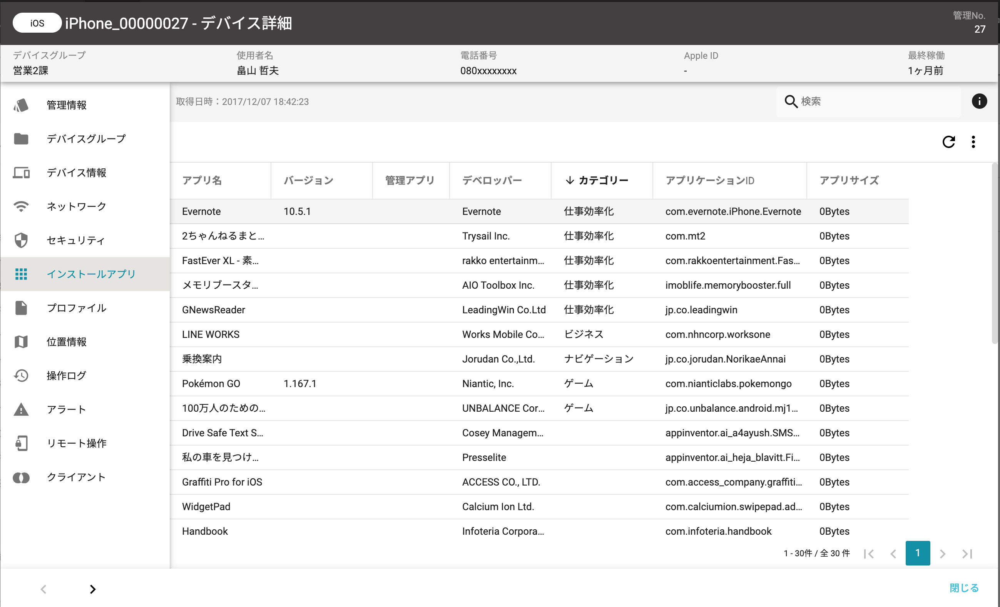 iOS iPhone_00000027 - デバイス詳細
管理No.
27
デバイスグループ 使用者名 電話番号 Apple ID 最終稼働
営業2課 畠山 哲夫 080xxxxxxxx - 1ヶ月前
管理情報
デバイスグループ
デバイス情報
ネットワーク
セキュリティ
インストールアプリ
プロファイル
位置情報
操作ログ
アラート
リモート操作
クライアント
取得日時：2017/12/07 18:42:23 検索
アプリ名 バージョン 管理アプリ デベロッパー ↓ カテゴリー アプリケーションID アプリサイズ
Evernote 10.5.1 Evernote 仕事効率化 com.evernote.iPhone.Evernote 0Bytes
2ちゃんねるまと... Trysail Inc. 仕事効率化 com.mt2 0Bytes
FastEver XL - 素... rakko entertainm... 仕事効率化 com.rakkoentertainment.Fas... 0Bytes
メモリブースタ... AIO Toolbox Inc. 仕事効率化 imoblife.memorybooster.full 0Bytes
GNewsReader LeadingWin Co.Ltd 仕事効率化 jp.co.leadingwin 0Bytes
LINE WORKS Works Mobile Co... ビジネス com.nhncorp.worksone 0Bytes
乗換案内 Jorudan Co.,Ltd. ナビゲーション jp.co.jorudan.NorikaeAnnai 0Bytes
Pokémon GO 1.167.1 Niantic, Inc. ゲーム com.nianticlabs.pokemongo 0Bytes
100万人のための... UNBALANCE Cor... ゲーム jp.co.unbalance.android.mj1... 0Bytes
Drive Safe Text S... Cosey Managem... appinventor.ai_a4ayush.SMS... 0Bytes
私の車を見つけ... Presselite appinventor.ai_heja_blavitt.Fi... 0Bytes
Graffiti Pro for iOS ACCESS CO., LTD. com.access_company.graffiti... 0Bytes
WidgetPad Calcium Ion Ltd. com.calciumion.swipepad.ad... 0Bytes
Handbook Infoteria Corpora... com.infoteria.handbook 0Bytes
1 - 30件 / 全 30 件 1
閉じる